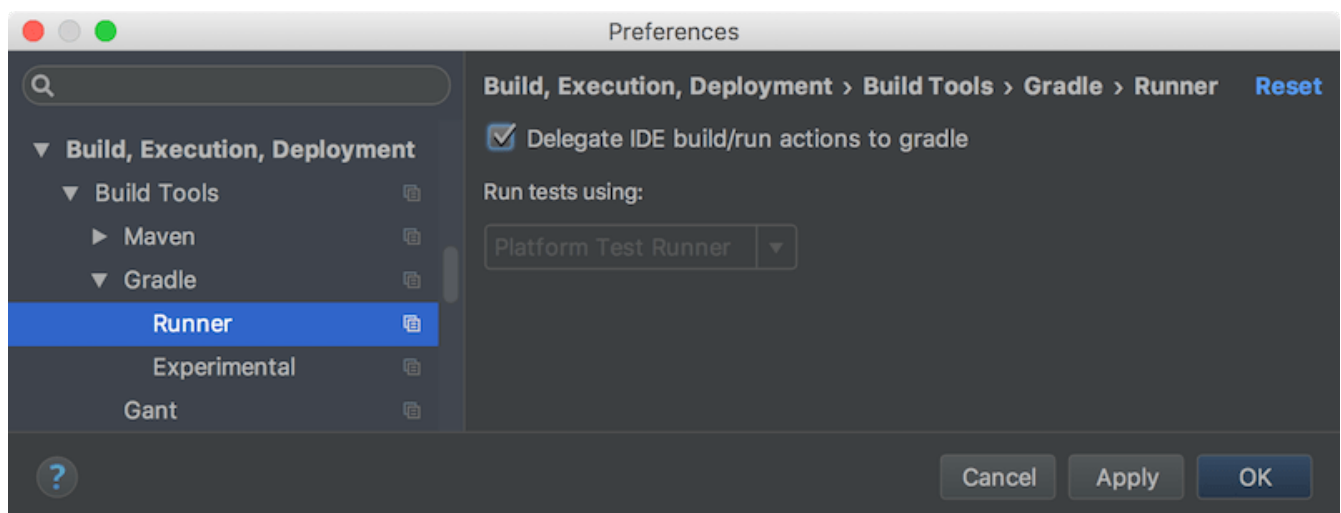 Preferences
Build, Execution, Deployment
Build Tools
Maven
Gradle
Runner
Experimental
Gant
Build, Execution, Deployment › Build Tools › Gradle › Runner Reset
Delegate IDE build/run actions to gradle
Run tests using:
Platform Test Runner
?
Cancel Apply OK